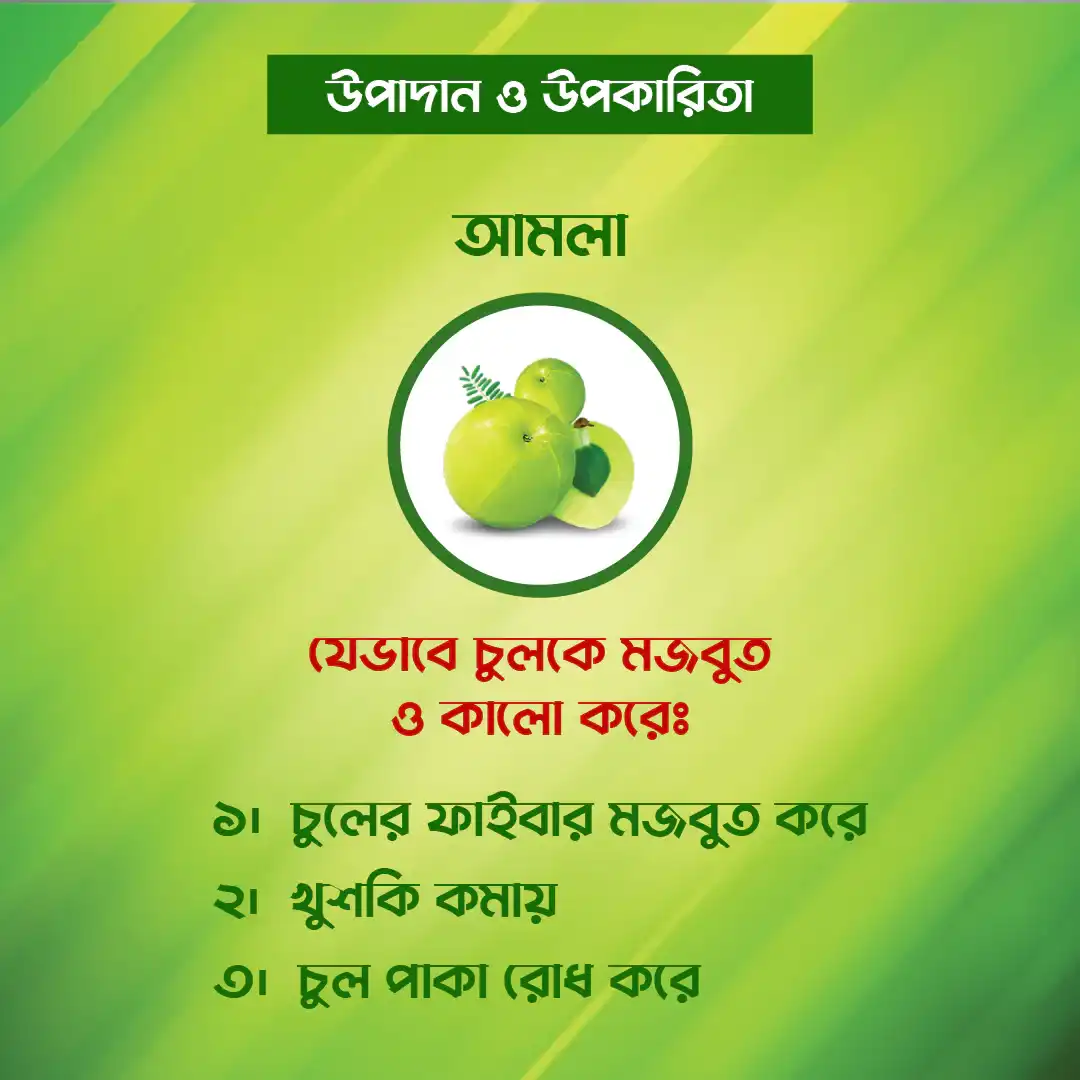 উপাদান ও উপকারিতা
আমলা
যেভাবে চুলকে মজবুত
ও কালো করেঃ
১। চুলের ফাইবার মজবুত করে
২। খুশকি কমায়
৩। চুল পাকা রোধ করে